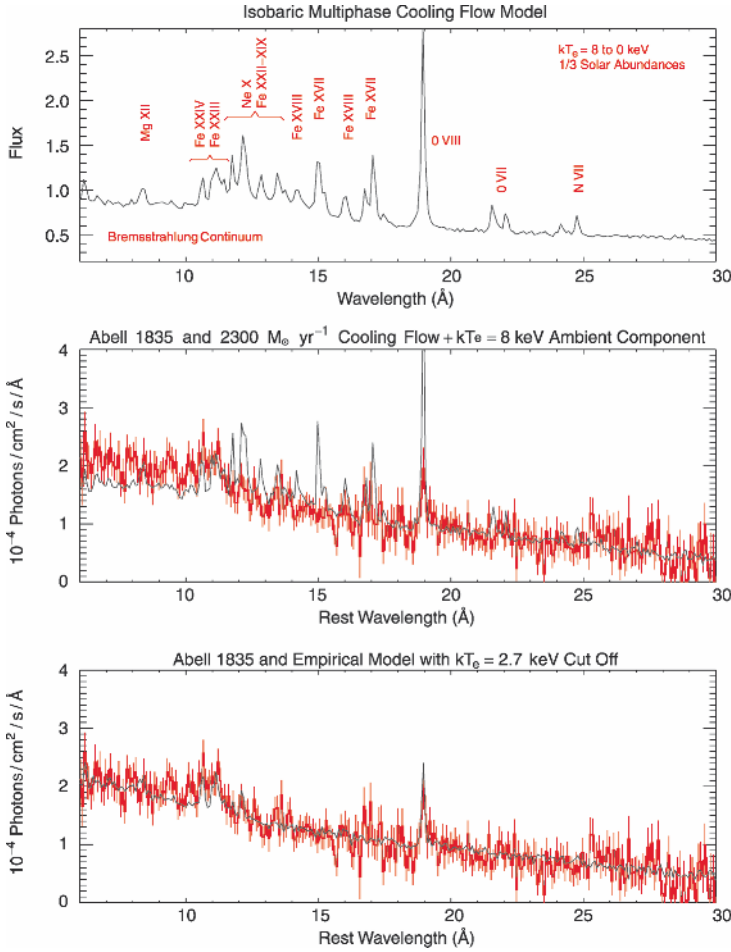 Isobaric Multiphase Cooling Flow Model
kTe = 8 to 0 keV
1/3 Solar Abundances
Mg XII
Fe XXIV
Fe XXIII
Ne X
Fe XXII–XIX
Fe XVIII
Fe XVII
Fe XVIII
Fe XVII
O VIII
O VII
N VII
Bremsstrahlung Continuum
Flux
2.5
2.0
1.5
1.0
0.5
10 15 20 25 30
Wavelength (Å)
Abell 1835 and 2300 M⊙ yr⁻¹ Cooling Flow + kTe = 8 keV Ambient Component
10⁻⁴ Photons / cm² / s / Å
4
3
2
1
0
10 15 20 25 30
Rest Wavelength (Å)
Abell 1835 and Empirical Model with kTe = 2.7 keV Cut Off
10⁻⁴ Photons / cm² / s / Å
4
3
2
1
0
10 15 20 25 30
Rest Wavelength (Å)